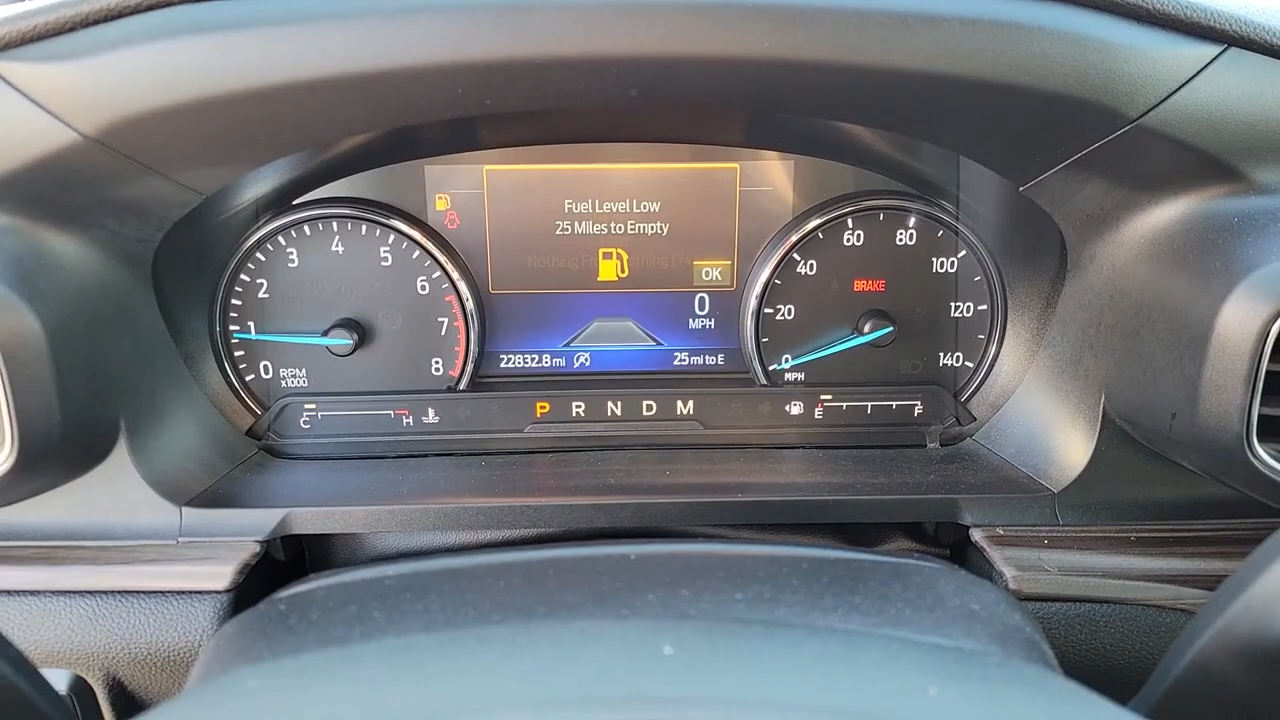 Fuel Level Low
25 Miles to Empty
OK
0
MPH
22832.8 mi
25 mi to E
0
1
2
3
4
5
6
7
8
RPM
x1000
0
20
40
60
80
100
120
140
MPH
BRAKE
C
H
P R N D M
E
F